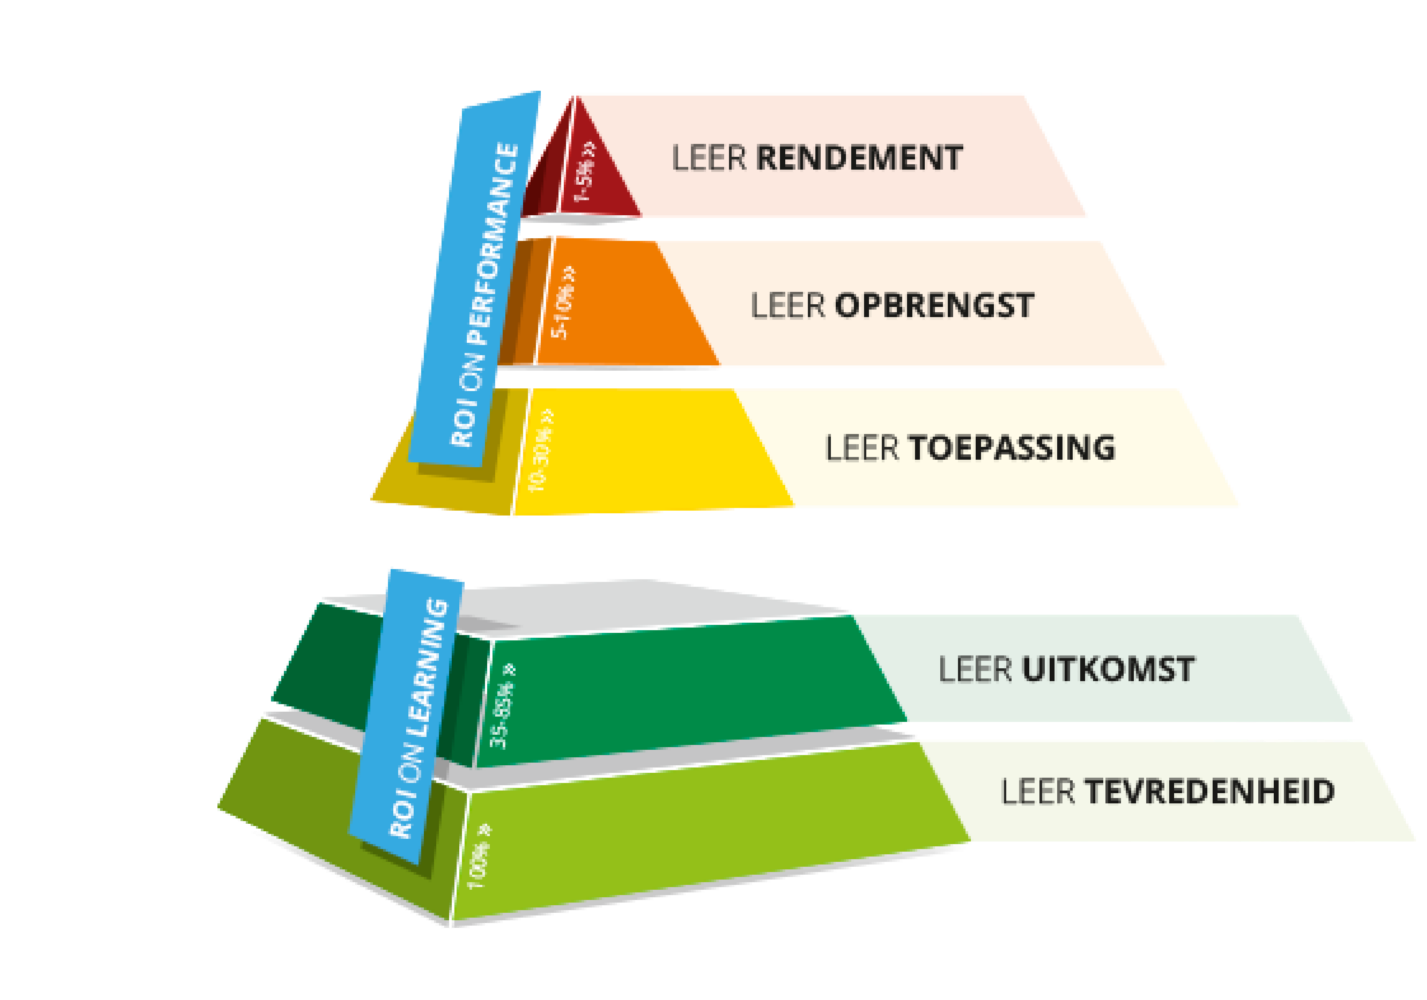 LEER RENDEMENT
1-5% »
LEER OPBRENGST
5-10% »
LEER TOEPASSING
10-30% »
ROI ON PERFORMANCE
LEER UITKOMST
35-85% »
LEER TEVREDENHEID
100% »
ROI ON LEARNING